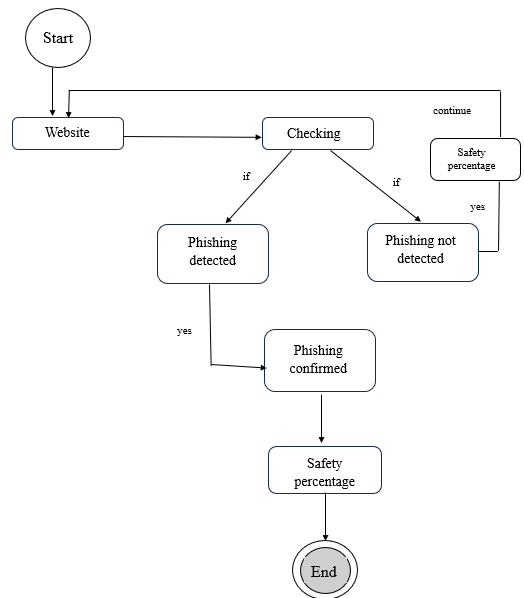 Start
continue
Website
Checking
Safety
percentage
if
if
yes
Phishing
detected
Phishing not
detected
yes
Phishing
confirmed
Safety
percentage
End